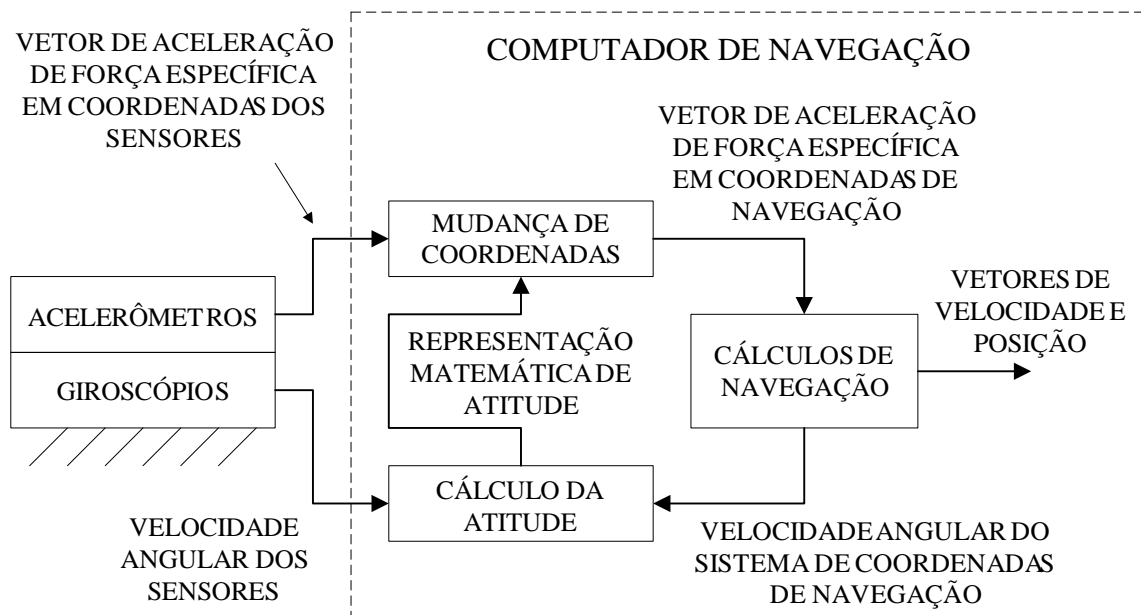 VETOR DE ACELERAÇÃO
DE FORÇA ESPECÍFICA
EM COORDENADAS DOS
SENSORES
COMPUTADOR DE NAVEGAÇÃO
VETOR DE ACELERAÇÃO
DE FORÇA ESPECÍFICA
EM COORDENADAS DE
NAVEGAÇÃO
MUDANÇA DE
COORDENADAS
ACELERÔMETROS
GIROSCÓPIOS
REPRESENTAÇÃO
MATEMÁTICA DE
ATITUDE
CÁLCULOS DE
NAVEGAÇÃO
VETORES DE
VELOCIDADE E
POSIÇÃO
CÁLCULO DA
ATITUDE
VELOCIDADE
ANGULAR DOS
SENSORES
VELOCIDADE ANGULAR DO
SISTEMA DE COORDENADAS
DE NAVEGAÇÃO